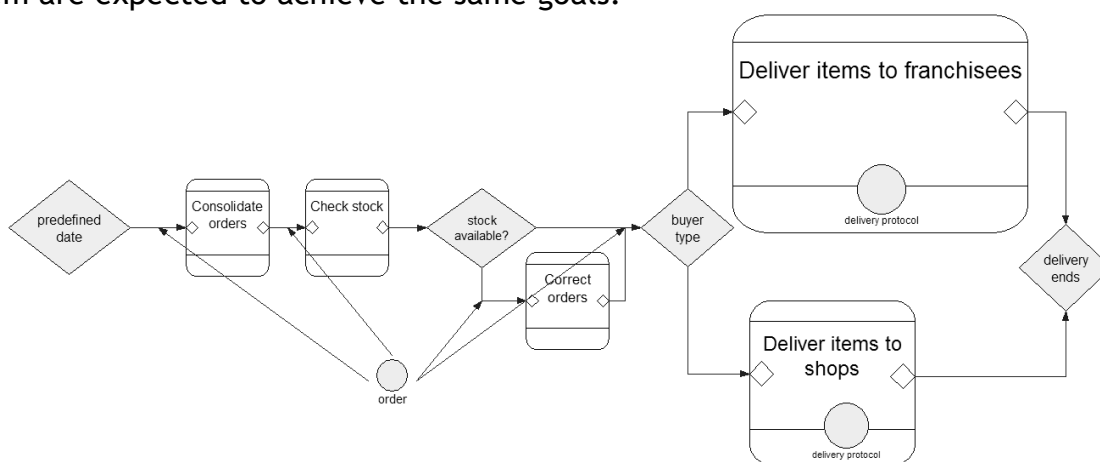 are expected to achieve the same goals.
Deliver items to franchisees
delivery protocol
predefined
date
Consolidate
orders
Check stock
stock
available?
Correct
orders
order
buyer
type
delivery
ends
Deliver items to
shops
delivery protocol